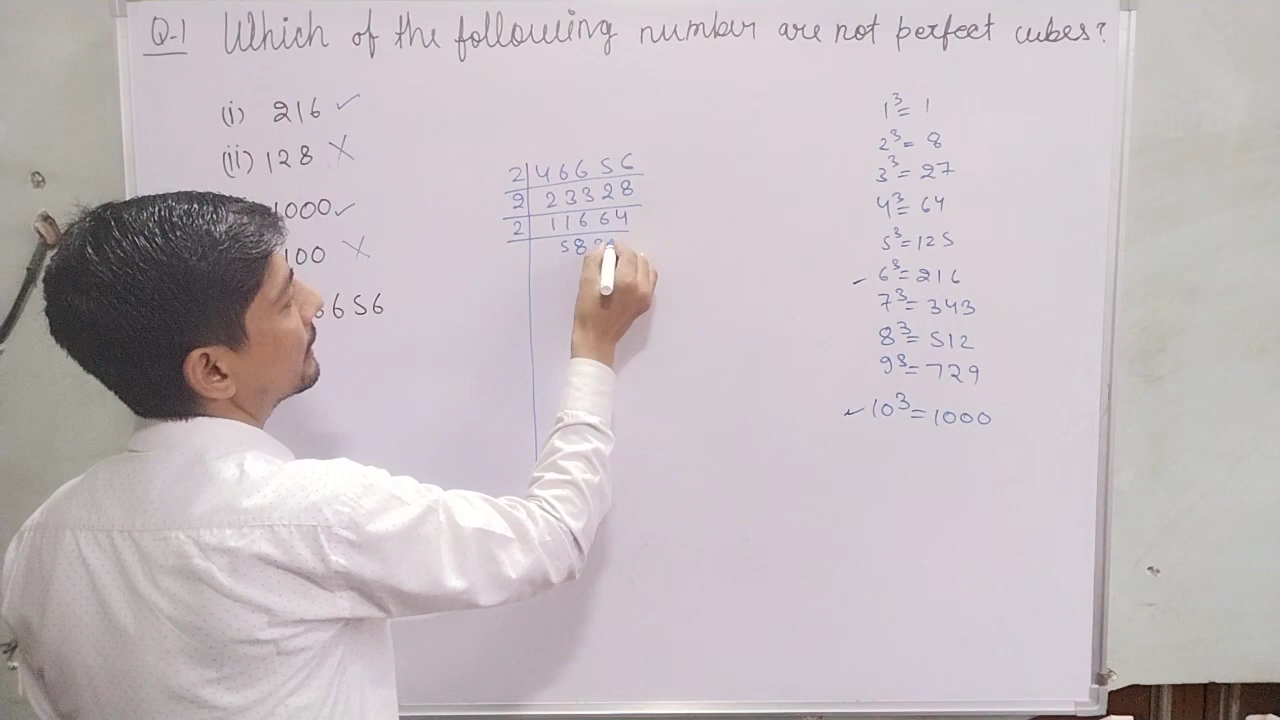 Q.1 Which of the following number are not perfect cubes?
(i) 216 ✓
(ii) 128 X
1000 ✓
100 X
6656
2 | 46656
2 | 23328
2 | 11664
58
1³ = 1
2³ = 8
3³ = 27
4³ = 64
5³ = 125
✓ 6³ = 216
7³ = 343
8³ = 512
9³ = 729
✓ 10³ = 1000